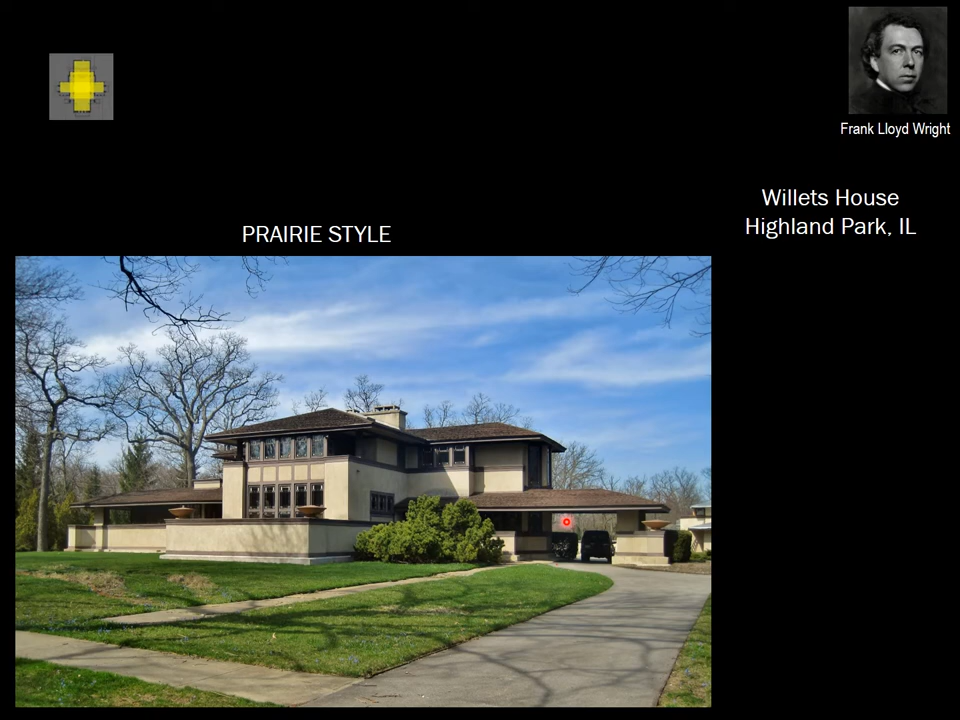 Frank Lloyd Wright
Willets House
Highland Park, IL
PRAIRIE STYLE